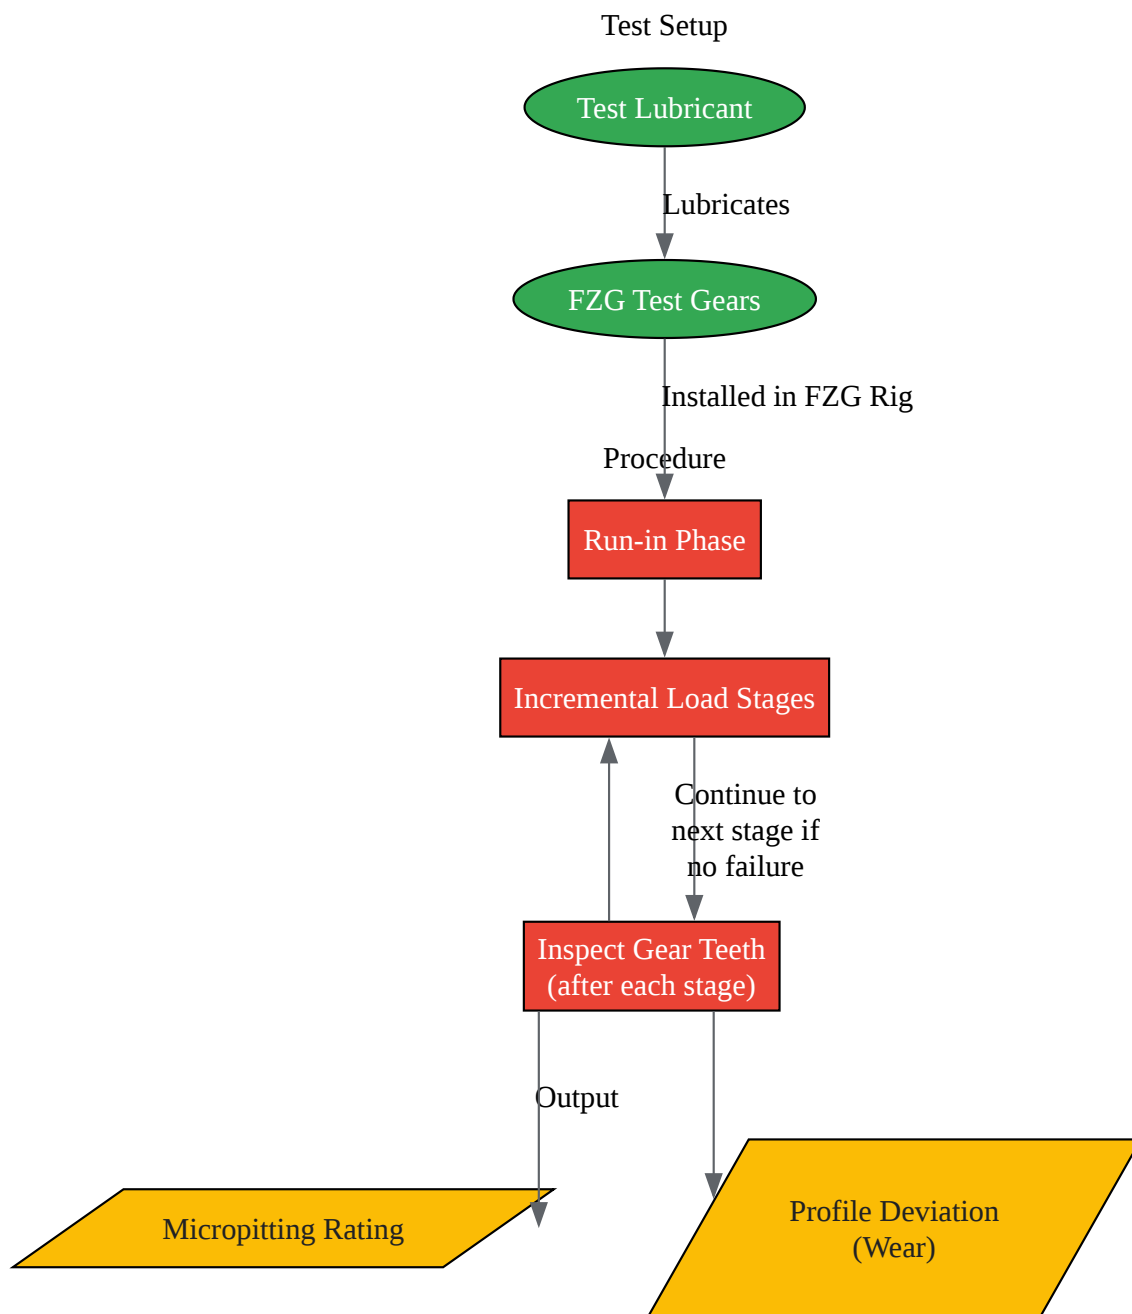 Test Setup
Test Lubricant
Lubricates
FZG Test Gears
Installed in FZG Rig
Procedure
Run-in Phase
Incremental Load Stages
Continue to
next stage if
no failure
Inspect Gear Teeth
(after each stage)
Output
Micropitting Rating
Profile Deviation
(Wear)